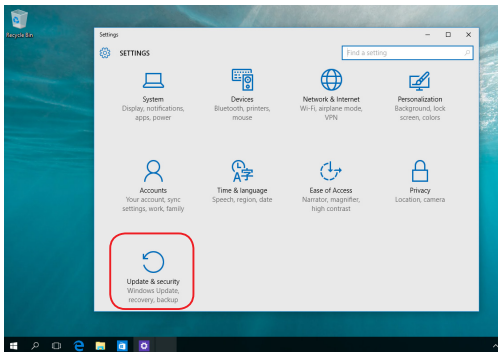 Recycle Bin
Settings
SETTINGS
Find a setting
System
Display, notifications,
apps, power
Devices
Bluetooth, printers,
mouse
Network & Internet
Wi-Fi, airplane mode,
VPN
Personalization
Background, lock
screen, colors
Accounts
Your account, sync
settings, work, family
Time & language
Speech, region, date
Ease of Access
Narrator, magnifier,
high contrast
Privacy
Location, camera
Update & security
Windows Update,
recovery, backup